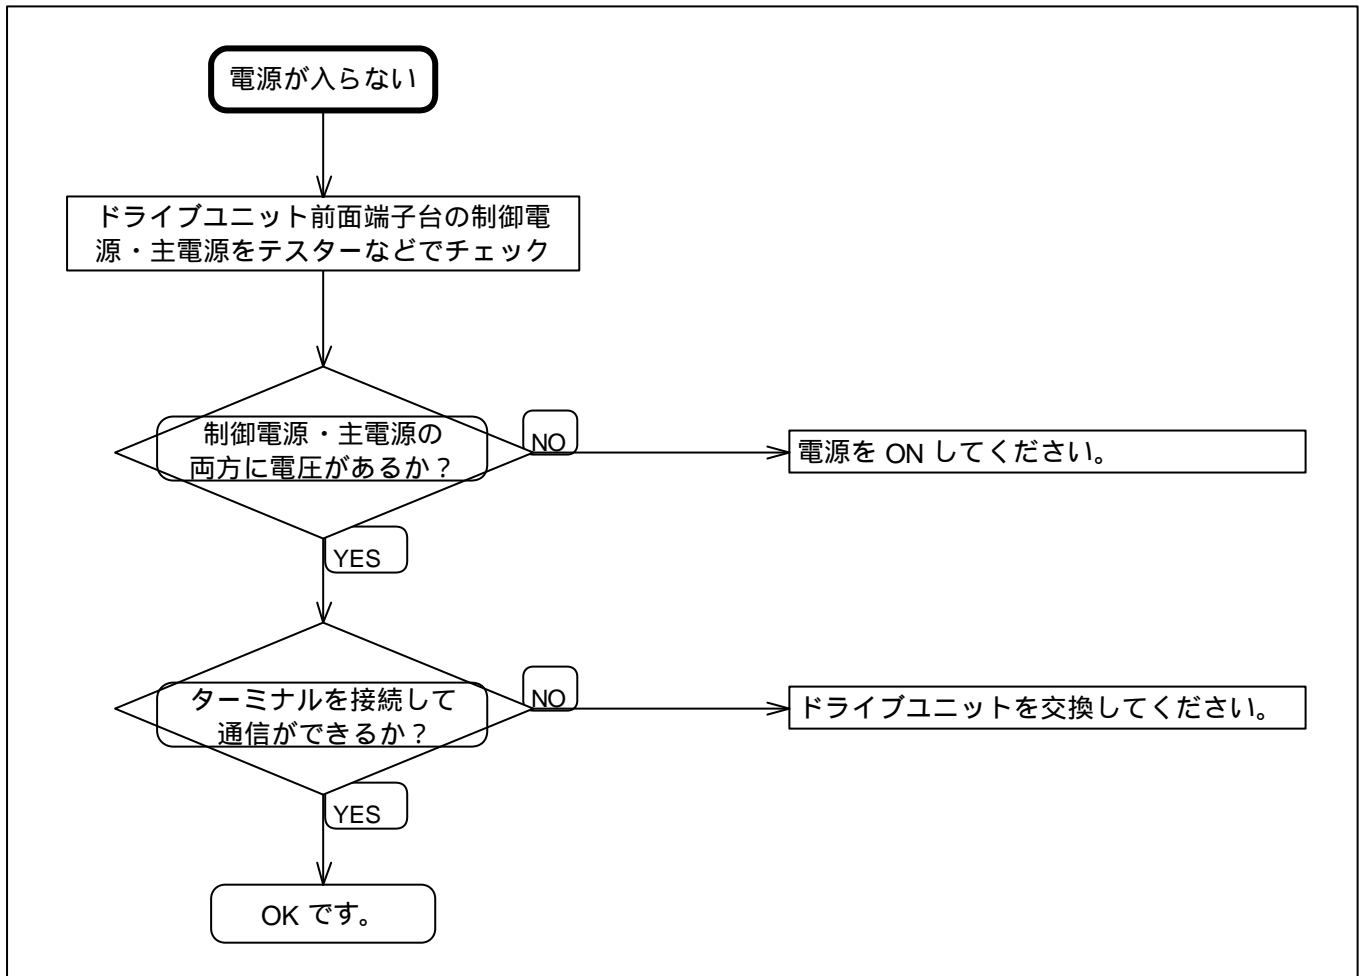 電源が入らない
ドライブユニット前面端子台の制御電
源・主電源をテスターなどでチェック
制御電源・主電源の
両方に電圧があるか？
NO
電源を ON してください。
YES
ターミナルを接続して
通信ができるか？
NO
ドライブユニットを交換してください。
YES
OK です。